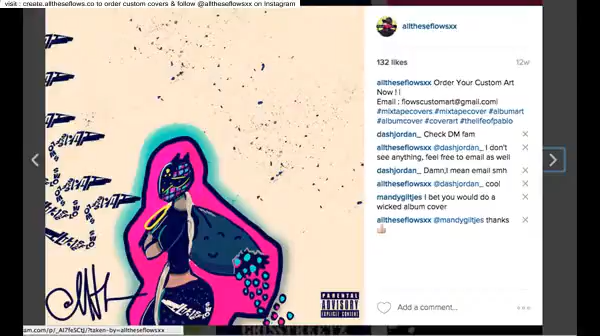 visit : create.alltheseflows.co to order custom covers & follow @alltheseflowsxx on Instagram
alltheseflowsxx
132 likes
12w
alltheseflowsxx Order Your Custom Art
Now ! |
Email : flowscustomart@gmail.com|
#mixtapecovers #mixtapecover #albumart
#albumcover #coverart #thelifeofpablo
dashjordan_ Check DM fam
alltheseflowsxx @dashjordan_ I don't
see anything, feel free to email as well
dashjordan_ Damn,I mean email smh
alltheseflowsxx @dashjordan_ cool
mandygiltjes I bet you would do a
wicked album cover
alltheseflowsxx @mandygiltjes thanks
PARENTAL
ADVISORY
EXPLICIT CONTENT
Add a comment...